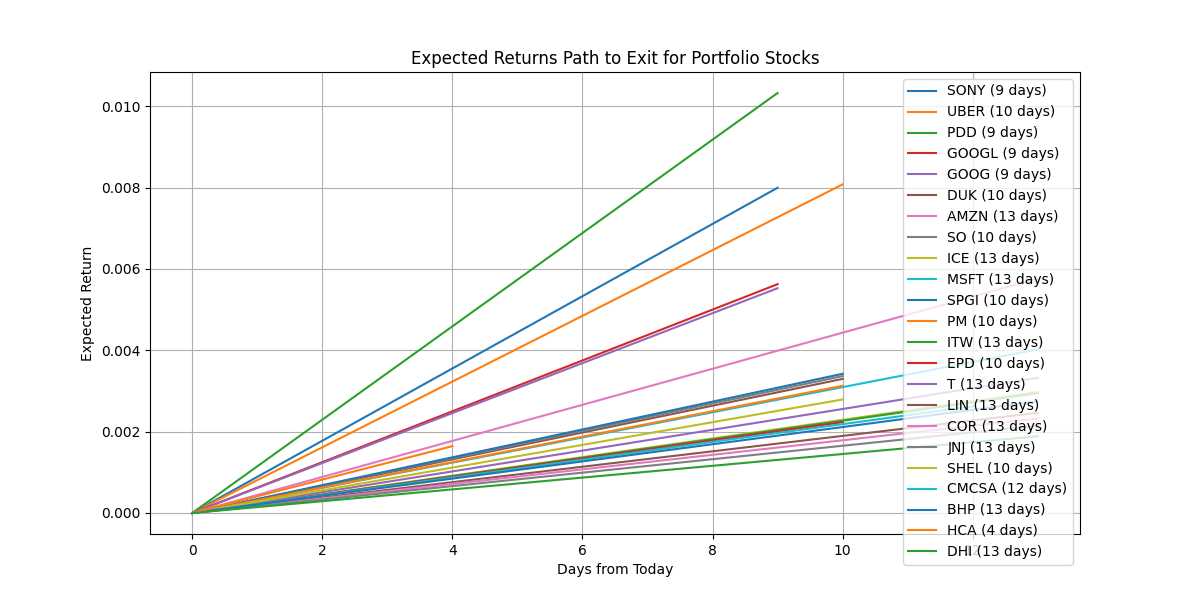 Expected Returns Path to Exit for Portfolio Stocks
Expected Return
0.010
0.008
0.006
0.004
0.002
0.000
SONY (9 days)
UBER (10 days)
PDD (9 days)
GOOGL (9 days)
GOOG (9 days)
DUK (10 days)
AMZN (13 days)
SO (10 days)
ICE (13 days)
MSFT (13 days)
SPGI (10 days)
PM (10 days)
ITW (13 days)
EPD (10 days)
T (13 days)
LIN (13 days)
COR (13 days)
JNJ (13 days)
SHEL (10 days)
CMCSA (12 days)
BHP (13 days)
HCA (4 days)
DHI (13 days)
0 2 4 6 8 10 12
Days from Today